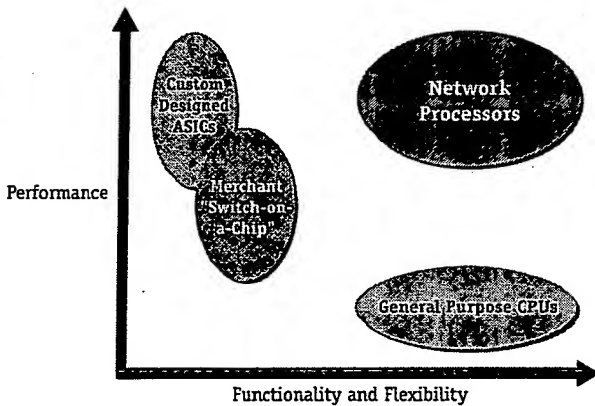 Custom
Designed
ASICs
Network
Processors
Performance
Merchant
"Switch-on-
a-Chip"
General Purpose CPUs
Functionality and Flexibility